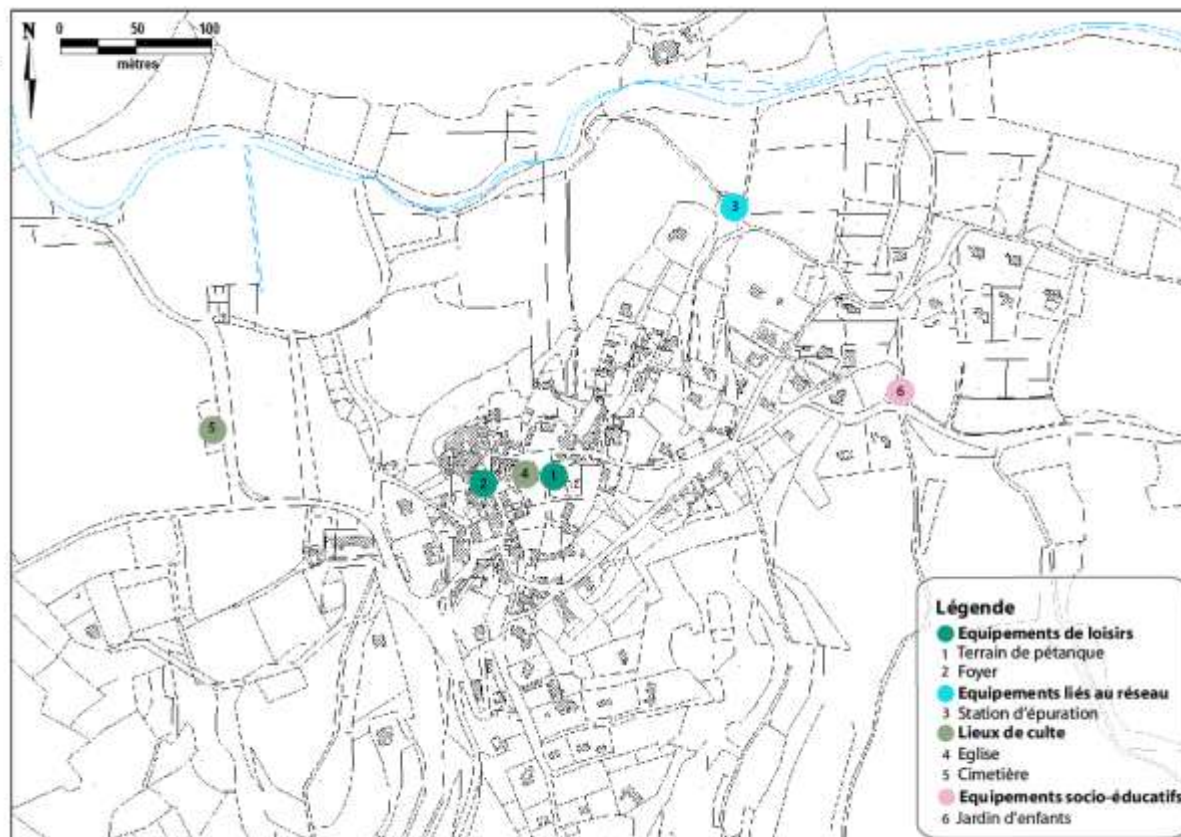 N
0 50 100
mètres
3
6
5
4
1
2
Légende
Equipements de loisirs
1 Terrain de pétanque
2 Foyer
Equipements liés au réseau
3 Station d'épuration
Lieux de culte
4 Eglise
5 Cimetière
Equipements socio-éducatifs
6 Jardin d'enfants